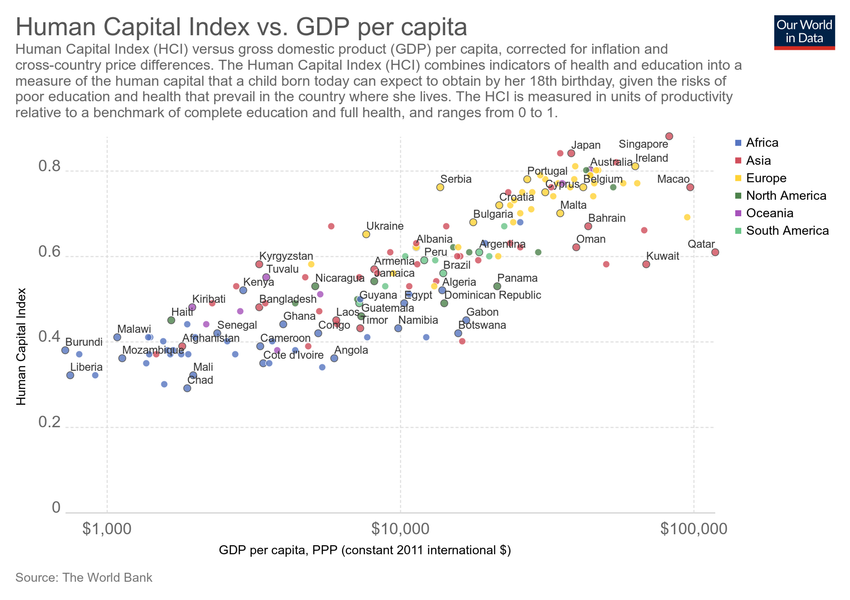 Human Capital Index vs. GDP per capita
Our World
in Data
Human Capital Index (HCI) versus gross domestic product (GDP) per capita, corrected for inflation and
cross-country price differences. The Human Capital Index (HCI) combines indicators of health and education into a
measure of the human capital that a child born today can expect to obtain by her 18th birthday, given the risks of
poor education and health that prevail in the country where she lives. The HCI is measured in units of productivity
relative to a benchmark of complete education and full health, and ranges from 0 to 1.
Human Capital Index
0.8
0.6
0.4
0.2
0
Singapore
Japan
Ireland
Australia
Portugal
Serbia
Cyprus
Belgium
Macao
Croatia
Malta
Bulgaria
Bahrain
Ukraine
Albania
Argentina
Oman
Qatar
Kyrgyzstan
Armenia
Peru
Kuwait
Tuvalu
Jamaica
Brazil
Kenya
Nicaragua
Algeria
Panama
Kiribati
Bangladesh
Guyana
Egypt
Dominican Republic
Haiti
Ghana
Laos
Guatemala
Timor
Namibia
Gabon
Malawi
Senegal
Congo
Botswana
Burundi
Mozambique
Afghanistan
Cameroon
Cote d'Ivoire
Angola
Liberia
Mali
Chad
$1,000
$10,000
$100,000
GDP per capita, PPP (constant 2011 international $)
Africa
Asia
Europe
North America
Oceania
South America
Source: The World Bank